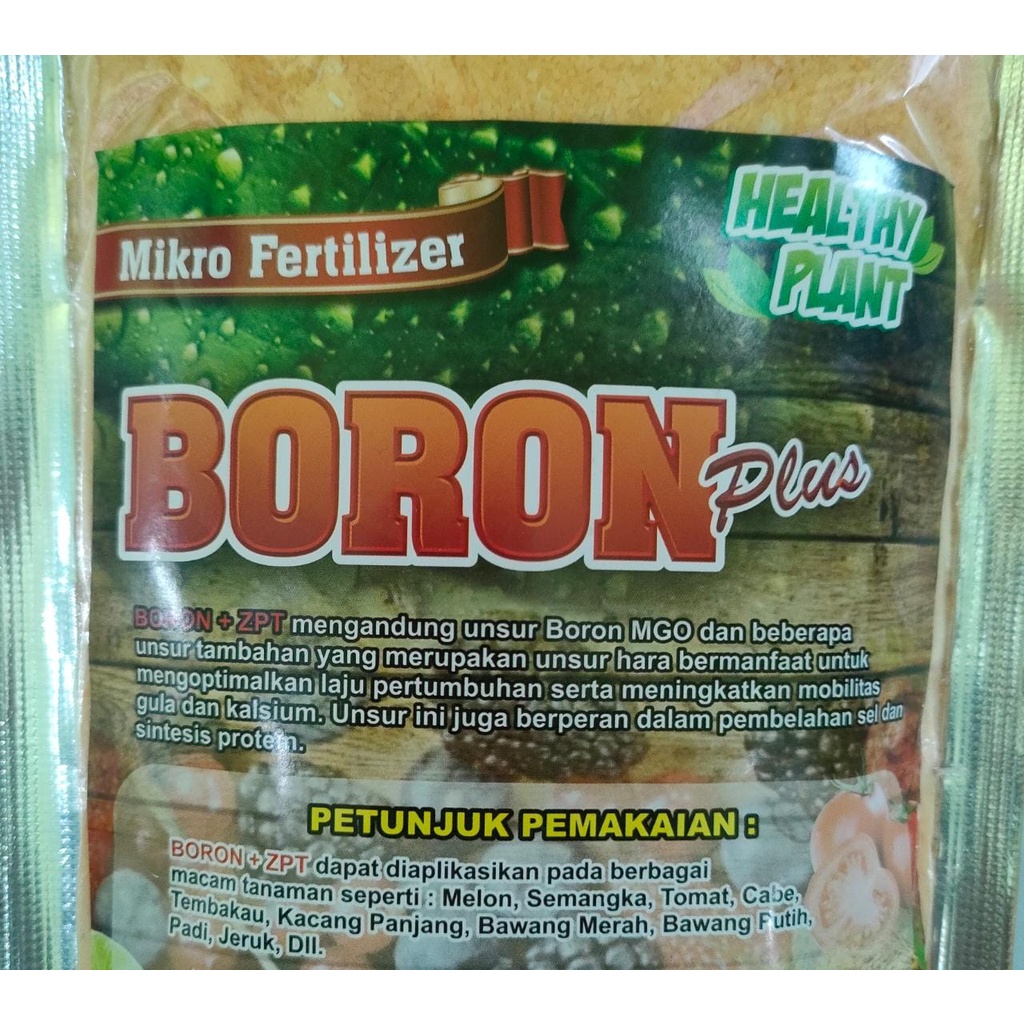 Mikro Fertilizer
HEALTHY
PLANT
BORON
Plus
BORON + ZPT mengandung unsur Boron MGO dan beberapa
unsur tambahan yang merupakan unsur hara bermanfaat untuk
mengoptimalkan laju pertumbuhan serta meningkatkan mobilitas
gula dan kalsium. Unsur ini juga berperan dalam pembelahan sel dan
sintesis protein.
PETUNJUK PEMAKAIAN :
BORON + ZPT dapat diaplikasikan pada berbagai
macam tanaman seperti : Melon, Semangka, Tomat, Cabe,
Tembakau, Kacang Panjang, Bawang Merah, Bawang Putih,
Padi, Jeruk, Dll.